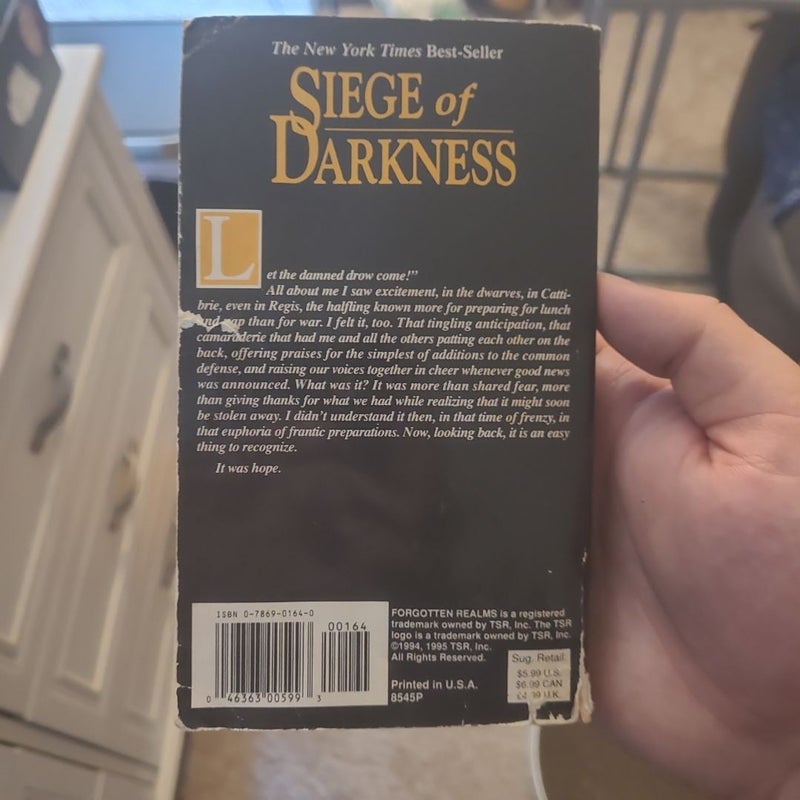 The New York Times Best-Seller
SIEGE of
DARKNESS
Let the damned drow come!"
All about me I saw excitement, in the dwarves, in Catti-
brie, even in Regis, the halfling known more for preparing for lunch
and nap than for war. I felt it, too. That tingling anticipation, that
camaraderie that had me and all the others patting each other on the
back, offering praises for the simplest of additions to the common
defense, and raising our voices together in cheer whenever good news
was announced. What was it? It was more than shared fear, more
than giving thanks for what we had while realizing that it might soon
be stolen away. I didn't understand it then, in that time of frenzy, in
that euphoria of frantic preparations. Now, looking back, it is an easy
thing to recognize.
It was hope.
ISBN 0-7869-0164-0
00164
0 46363 00599 3
FORGOTTEN REALMS is a registered
trademark owned by TSR, Inc. The TSR
logo is a trademark owned by TSR, Inc.
©1994, 1995 TSR, Inc.
All Rights Reserved.
Printed in U.S.A.
8545P
Sug. Retail:
$5.99 U.S.
$6.99 CAN
£4.99 U.K.